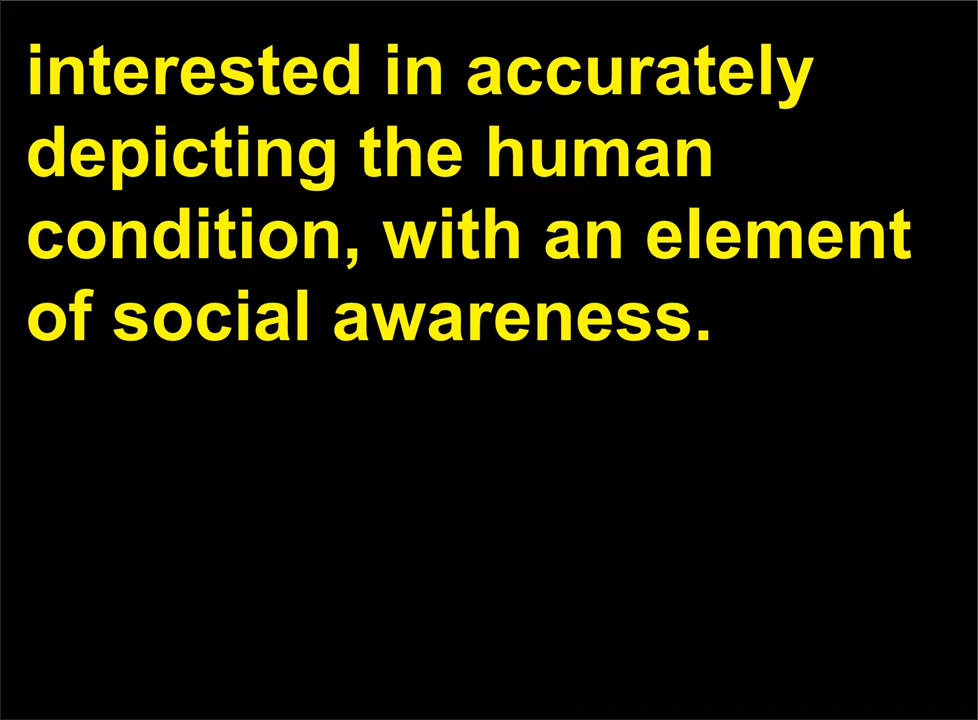 interested in accurately
depicting the human
condition, with an element
of social awareness.